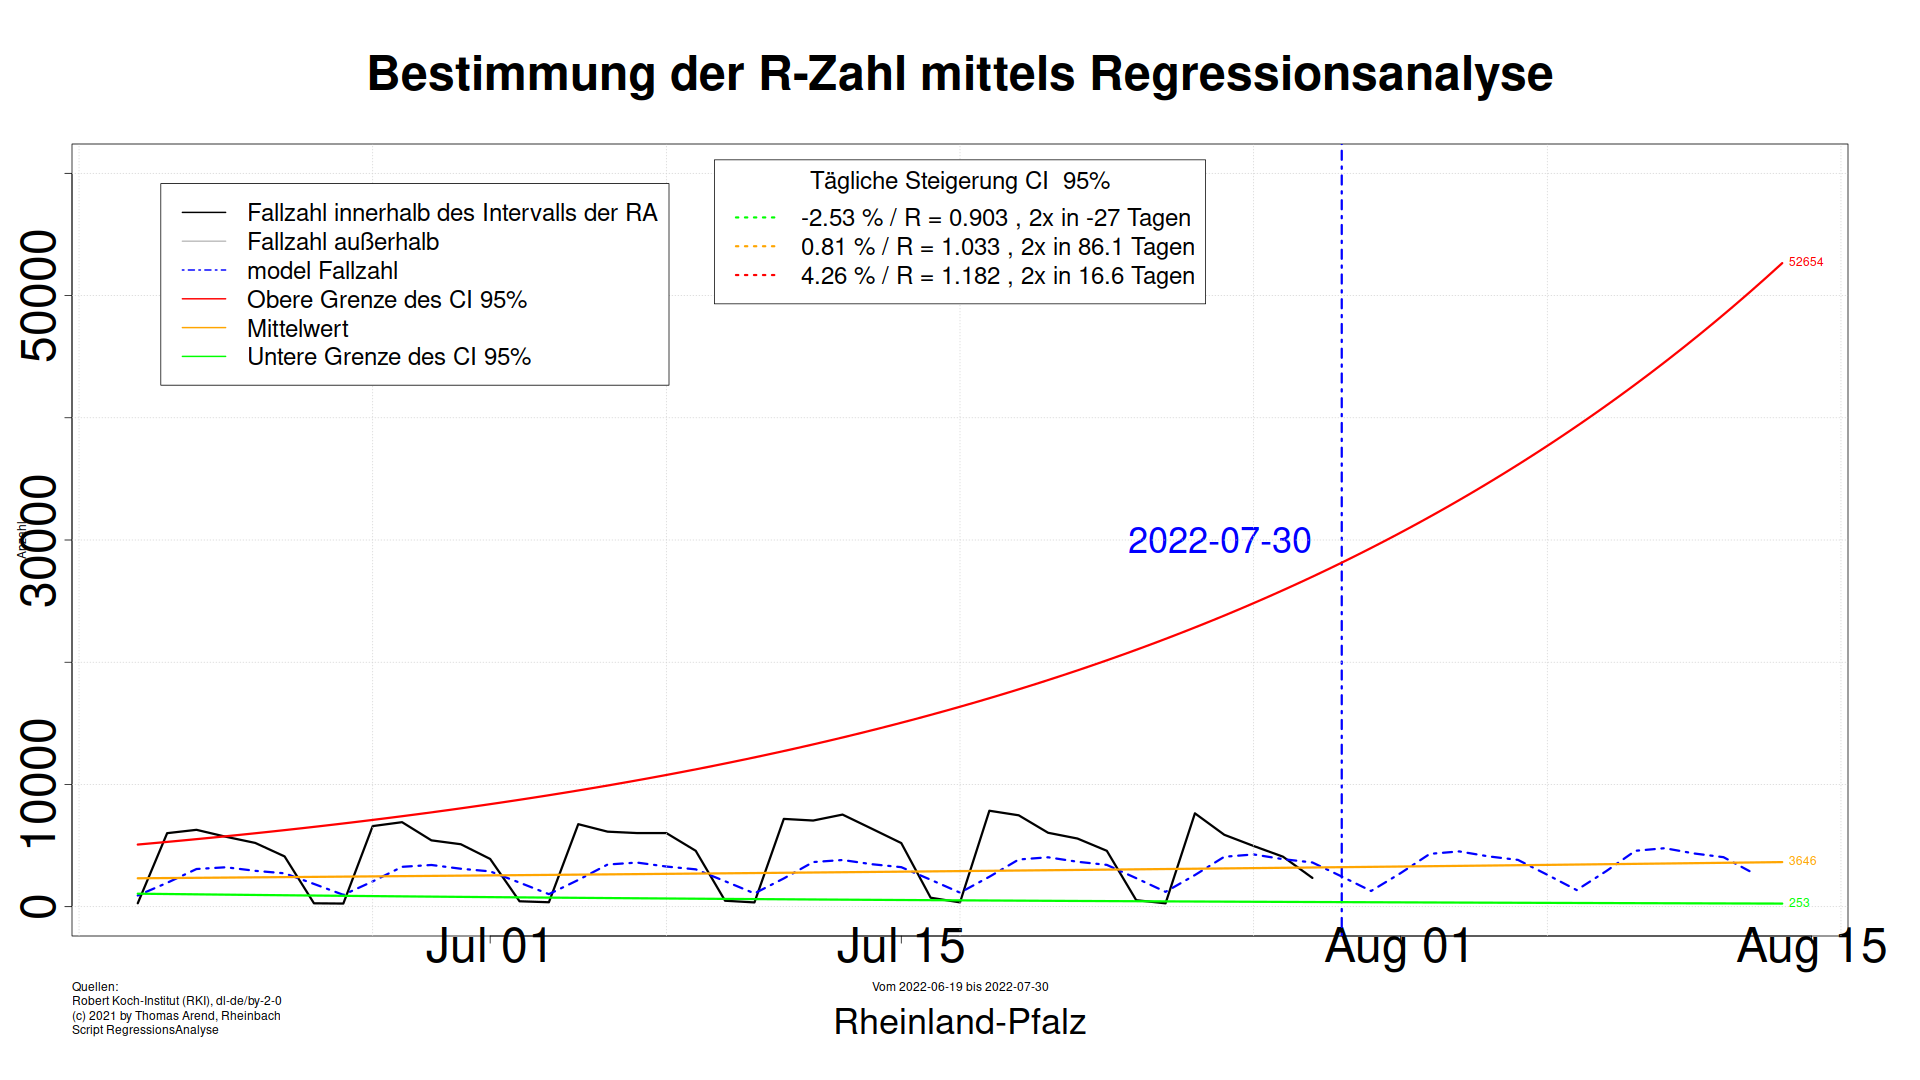 Bestimmung der R-Zahl mittels Regressionsanalyse
Fallzahl innerhalb des Intervalls der RA
Fallzahl außerhalb
model Fallzahl
Obere Grenze des CI 95%
Mittelwert
Untere Grenze des CI 95%
Tägliche Steigerung CI  95%
-2.53 % / R = 0.903 , 2x in -27 Tagen
0.81 % / R = 1.033 , 2x in 86.1 Tagen
4.26 % / R = 1.182 , 2x in 16.6 Tagen
52654
50000
2022-07-30
30000
Anzahl
10000
3646
0
253
Jul 01
Jul 15
Aug 01
Aug 15
Quellen:
Robert Koch-Institut (RKI), dl-de/by-2-0
(c) 2021 by Thomas Arend, Rheinbach
Script RegressionsAnalyse
Vom 2022-06-19 bis 2022-07-30
Rheinland-Pfalz